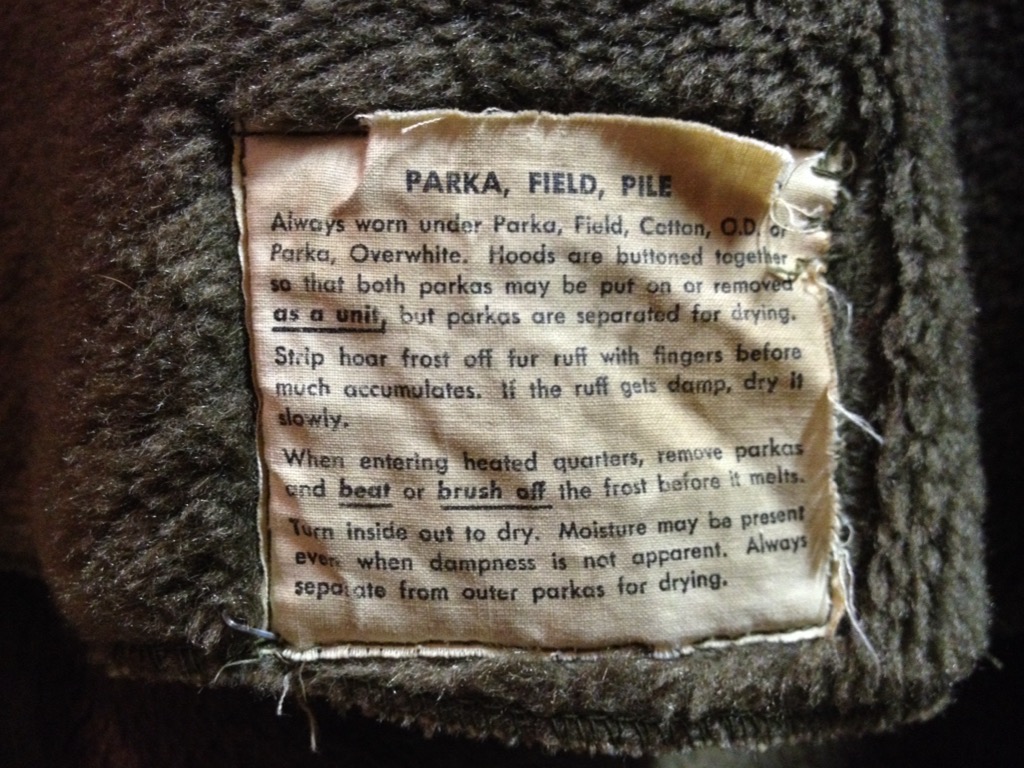 PARKA, FIELD, PILE
Always worn under Parka, Field, Cotton, O.D. or
Parka, Overwhite. Hoods are buttoned together
so that both parkas may be put on or removed
as a unit, but parkas are separated for drying.
Strip hoar frost off fur ruff with fingers before
much accumulates. If the ruff gets damp, dry it
slowly.
When entering heated quarters, remove parkas
and beat or brush off the frost before it melts.
Turn inside out to dry. Moisture may be present
even when dampness is not apparent. Always
separate from outer parkas for drying.